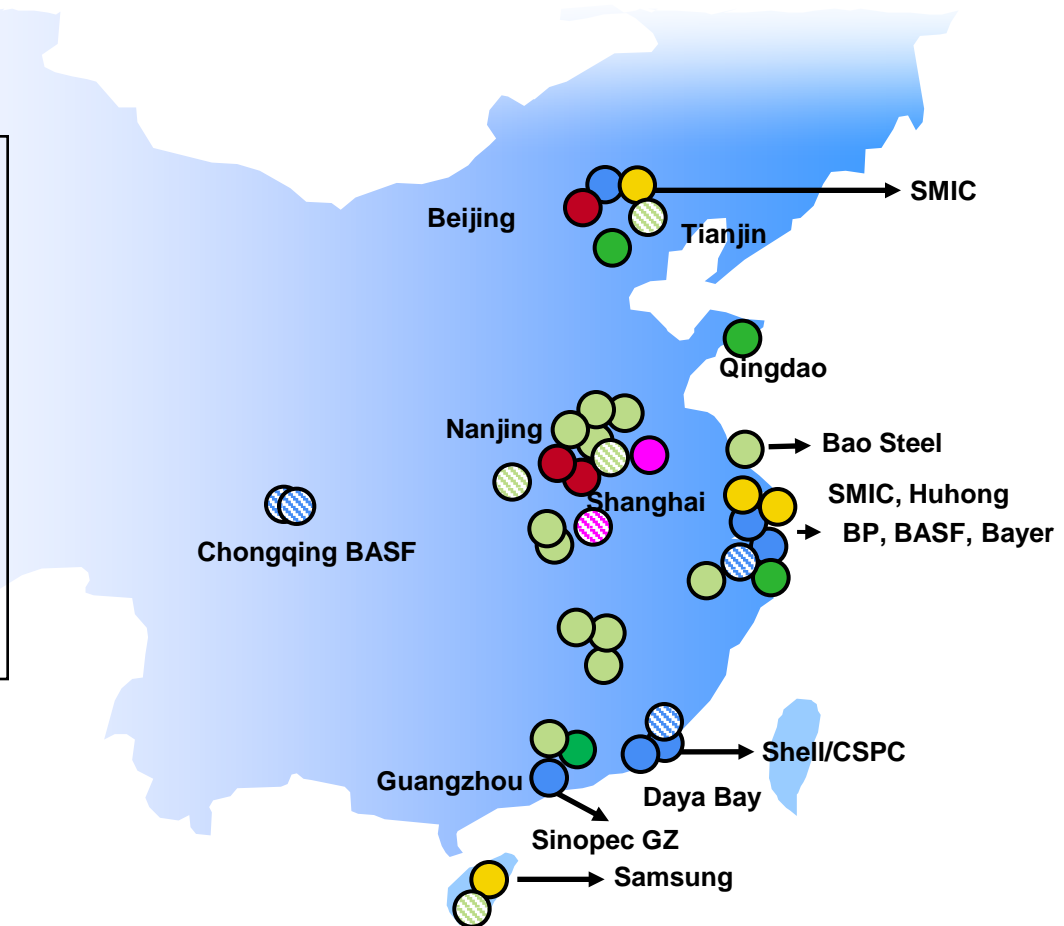 SMIC
Beijing
Tianjin
Qingdao
Nanjing
Bao Steel
Shanghai
SMIC, Huhong
BP, BASF, Bayer
Chongqing BASF
Shell/CSPC
Guangzhou
Daya Bay
Sinopec GZ
Samsung